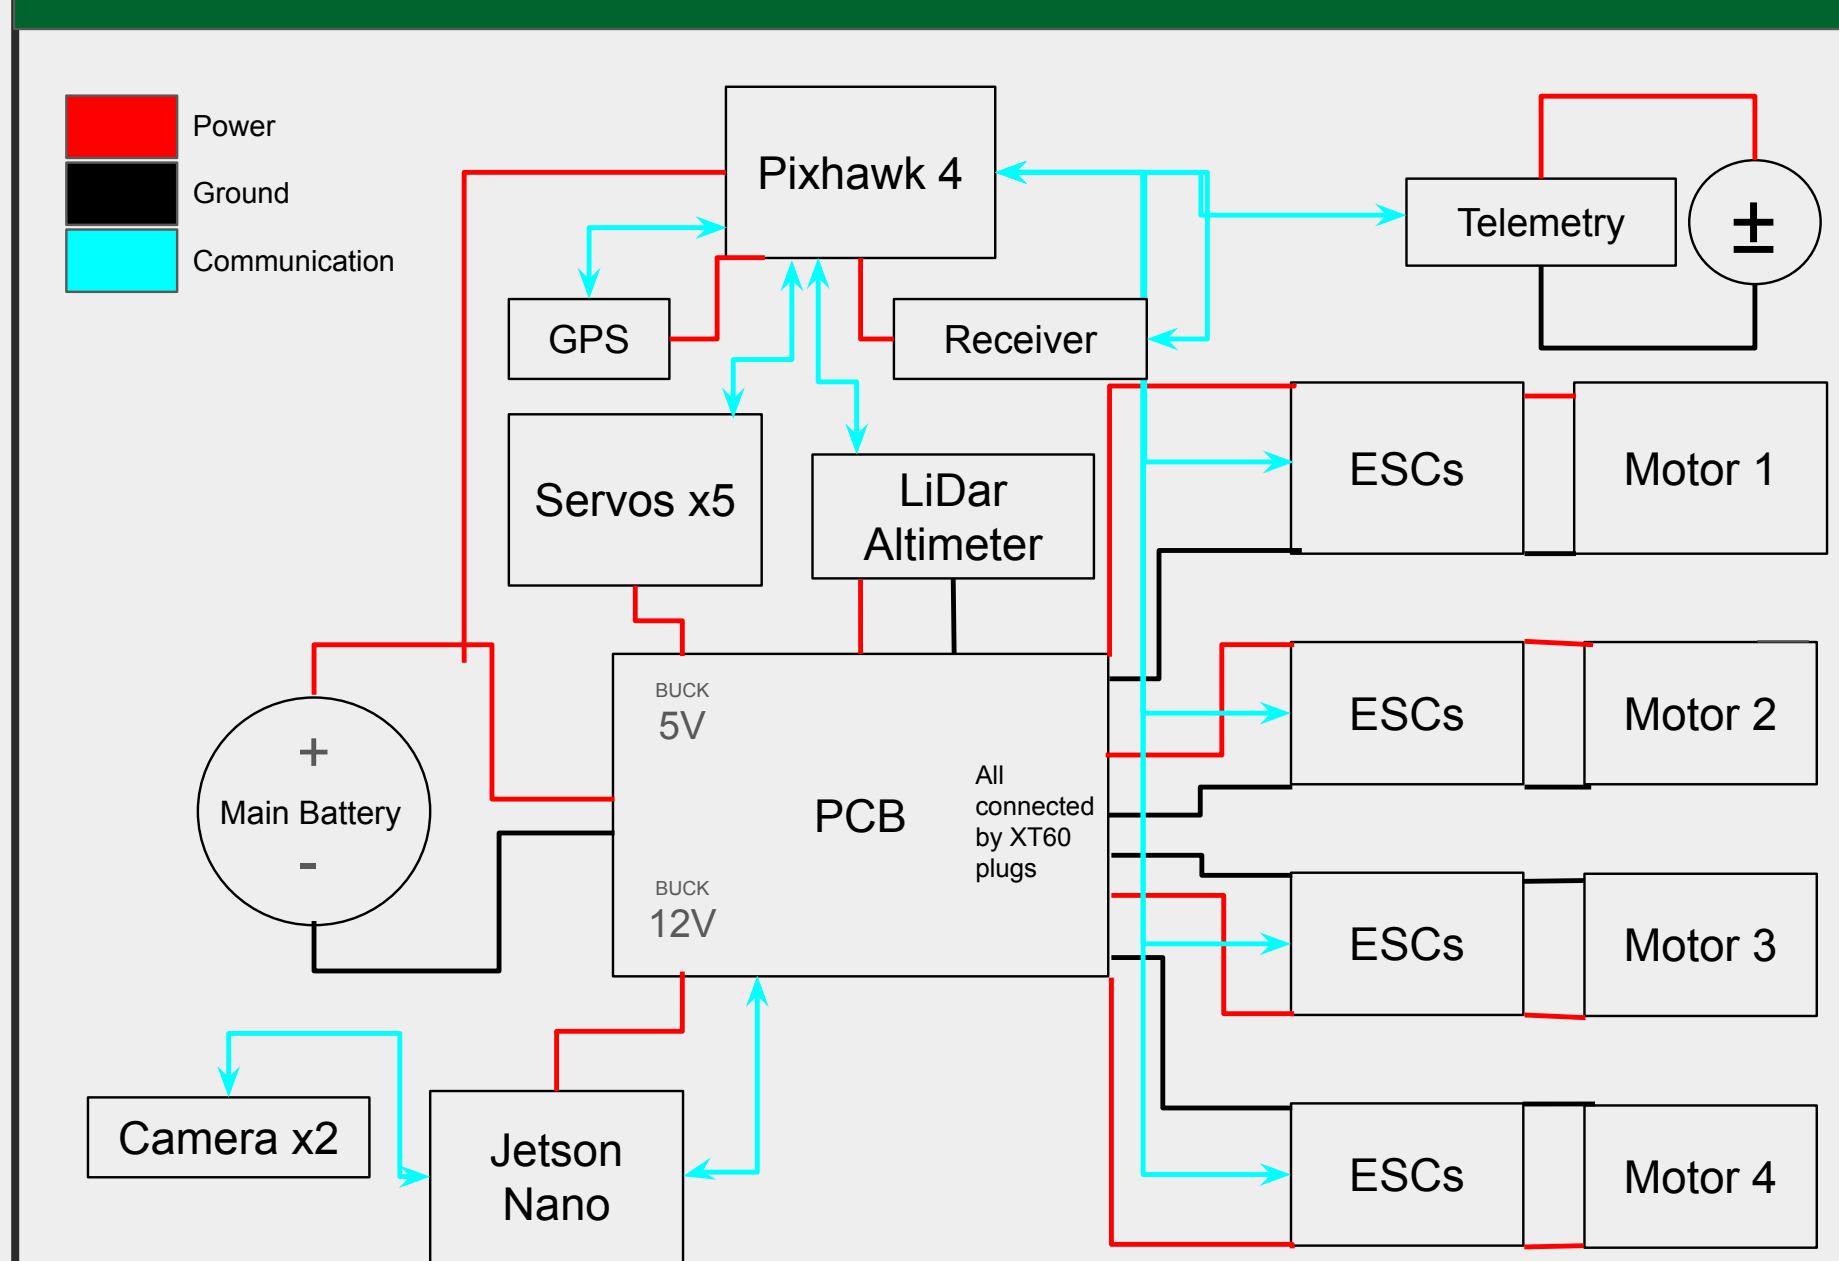 Power
Ground
Communication
Pixhawk 4
Telemetry
±
GPS
Receiver
Servos x5
LiDar
Altimeter
ESCs
Motor 1
BUCK
5V
ESCs
Motor 2
+
Main Battery
-
PCB
All
connected
by XT60
plugs
BUCK
12V
ESCs
Motor 3
Camera x2
Jetson
Nano
ESCs
Motor 4